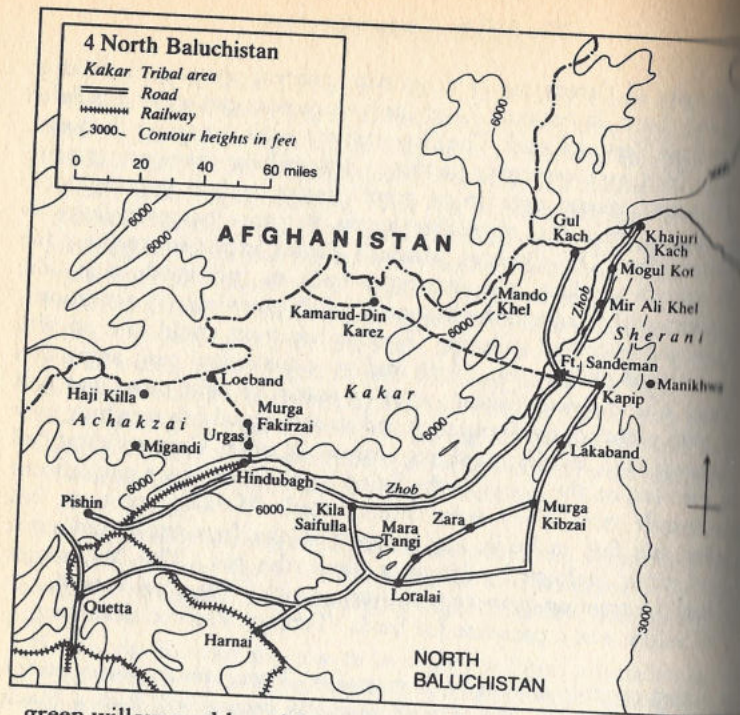 4 North Baluchistan
Kakar Tribal area
Road
Railway
3000 Contour heights in feet
0 20 40 60 miles
6000
6000
6000
AFGHANISTAN
Gul
Kach
Khajuri
Kach
Mogul Kot
Mando
Khel
Zhob
Mir Ali Khel
Kamarud-Din
Karez
6000
Sherani
Ft. Sandeman
Loeband
Kakar
Kapip
Haji Killa
Murga
Fakirzai
6000
Achakzai
Urgas
Migandi
Lakaband
Hindubagh
6000
Zhob
Pishin
6000
Kila
Saifulla
Mara
Tangi
Zara
Murga
Kibzai
Quetta
Loralai
Harnai
3000
NORTH
BALUCHISTAN